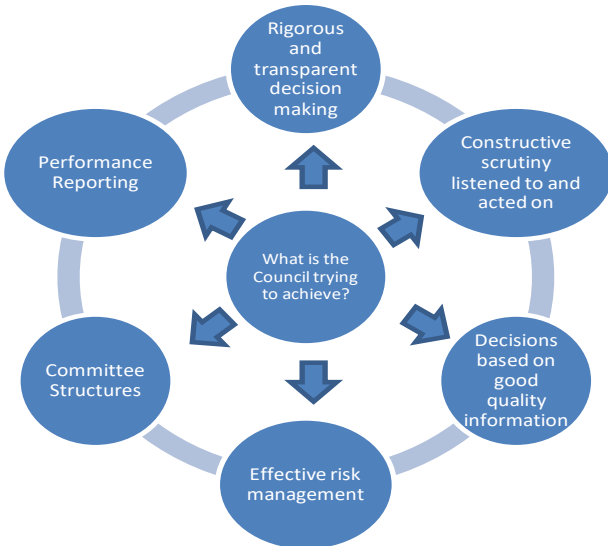 Rigorous
and
transparent
decision
making
Constructive
scrutiny
listened to and
acted on
Decisions
based on
good
quality
information
Effective risk
management
Committee
Structures
Performance
Reporting
What is the
Council trying
to achieve?